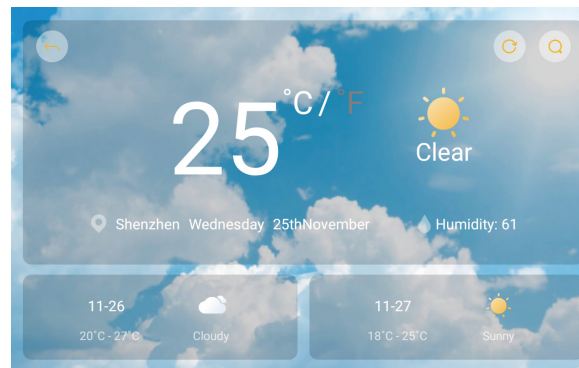 25 °C / °F
Clear
Shenzhen Wednesday 25thNovember
Humidity: 61
11-26
20°C - 27°C
Cloudy
11-27
18°C - 25°C
Sunny